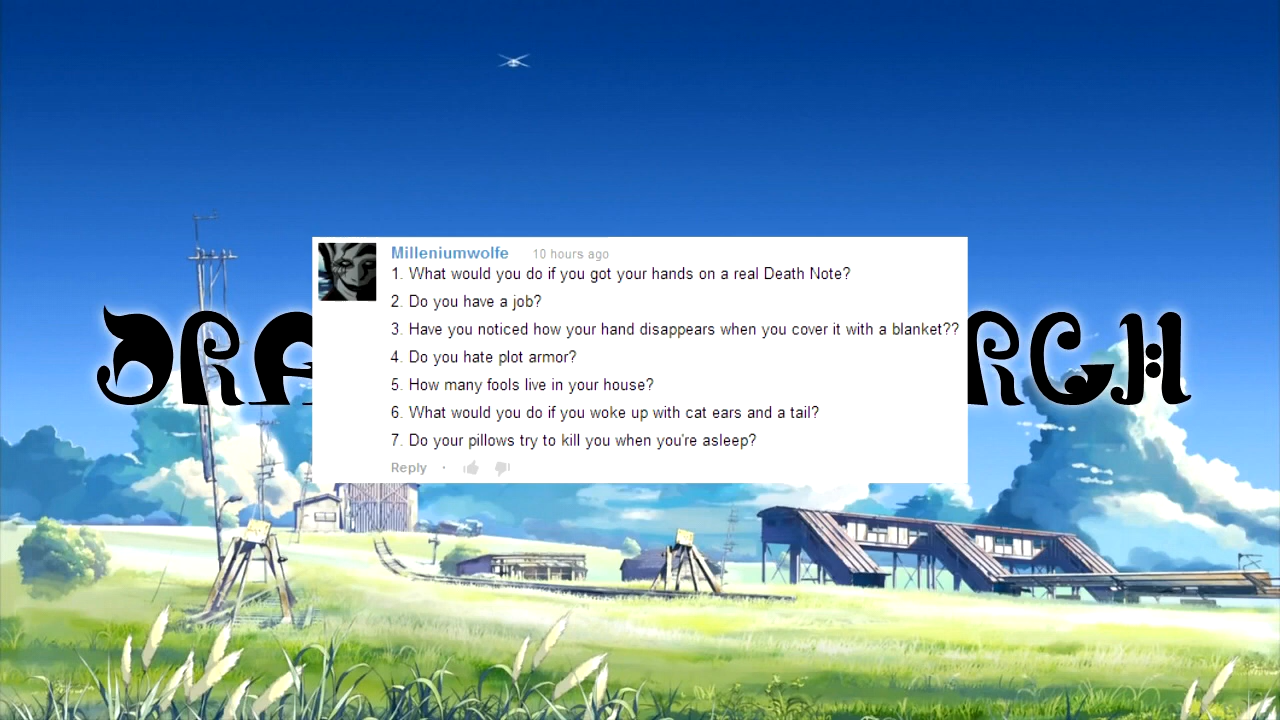 Milleniumwolfe 10 hours ago
1. What would you do if you got your hands on a real Death Note?
2. Do you have a job?
3. Have you noticed how your hand disappears when you cover it with a blanket??
4. Do you hate plot armor?
5. How many fools live in your house?
6. What would you do if you woke up with cat ears and a tail?
7. Do your pillows try to kill you when you're asleep?
Reply ·